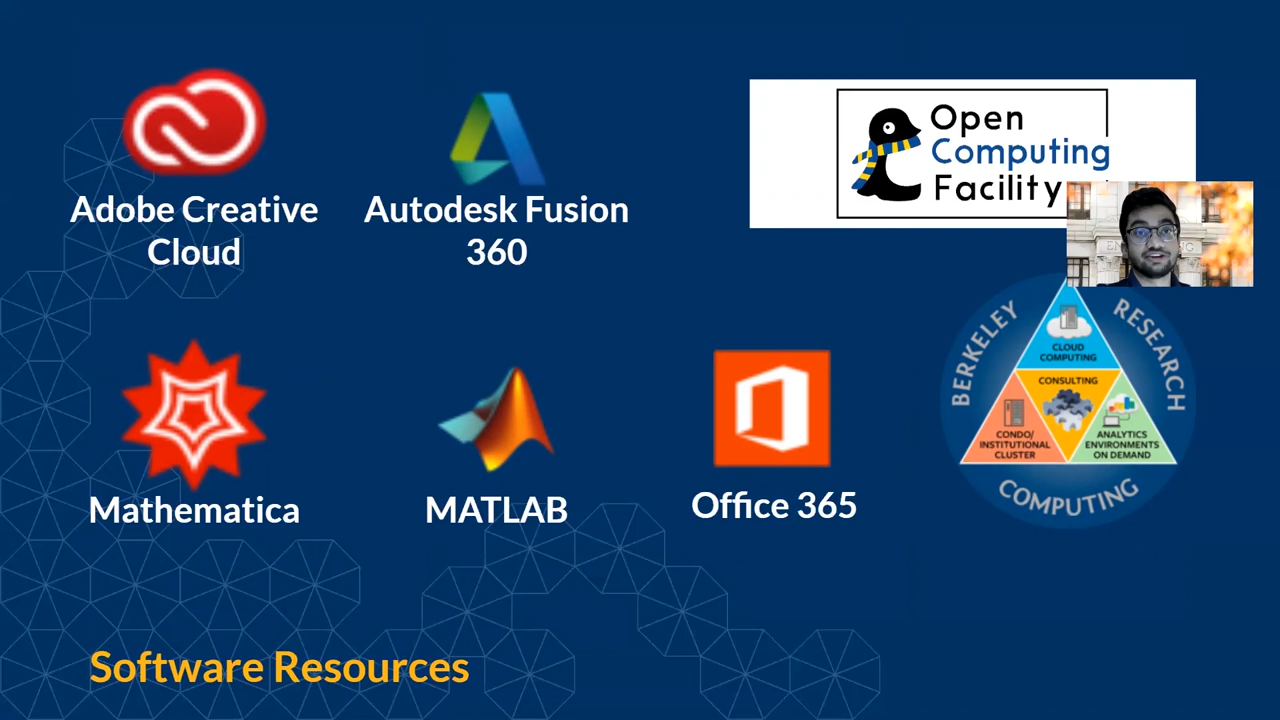 Adobe Creative
Cloud
Autodesk Fusion
360
Open
Computing
Facility
Mathematica
MATLAB
Office 365
BERKELEY
RESEARCH
COMPUTING
CLOUD
COMPUTING
CONSULTING
CONDO/
INSTITUTIONAL
CLUSTER
ANALYTICS
ENVIRONMENTS
ON DEMAND
Software Resources